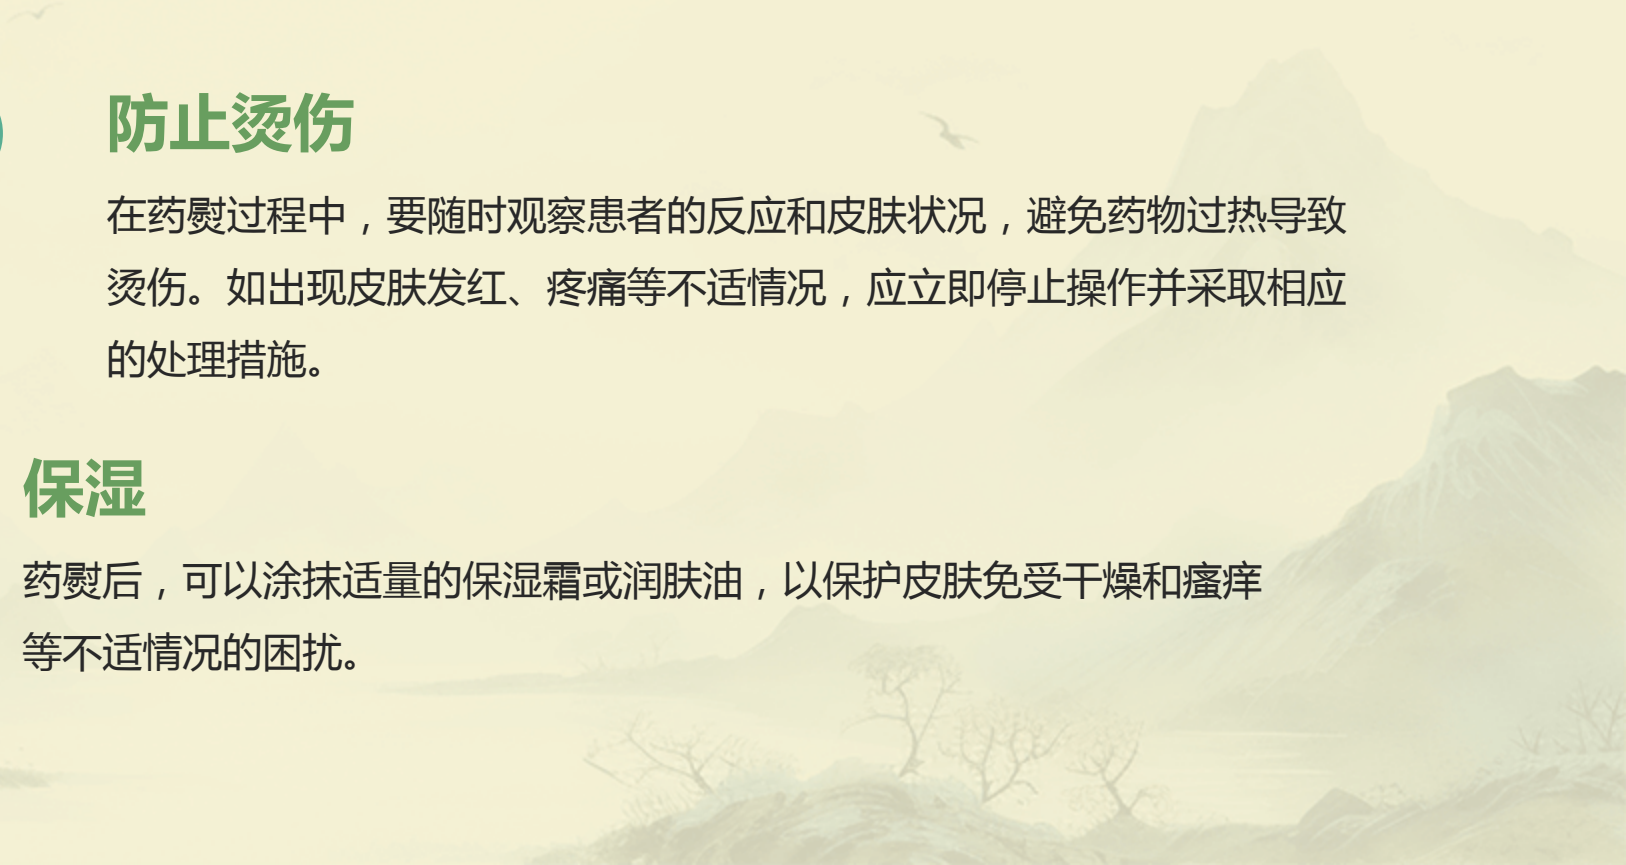 防止烫伤
在药熨过程中，要随时观察患者的反应和皮肤状况，避免药物过热导致
烫伤。如出现皮肤发红、疼痛等不适情况，应立即停止操作并采取相应
的处理措施。
保湿
药熨后，可以涂抹适量的保湿霜或润肤油，以保护皮肤免受干燥和瘙痒
等不适情况的困扰。